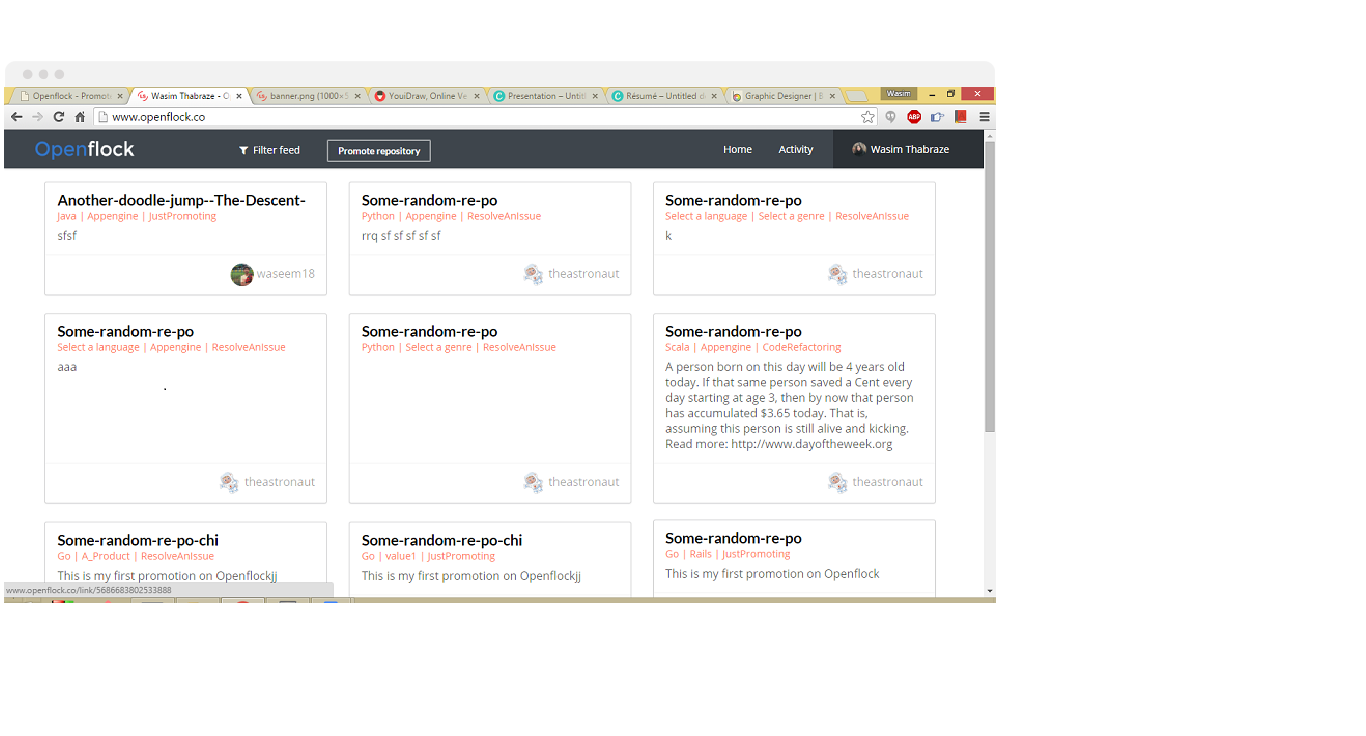 Openflock - Promoti
Wasim Thabraze - O
banner.png (1000×5
YouiDraw, Online Ve
Presentation – Untitl
Résumé – Untitled d
Graphic Designer | B
Wasim
www.openflock.co
ABP
Openflock
Filter feed
Promote repository
Home
Activity
Wasim Thabraze
Another-doodle-jump--The-Descent-
Java | Appengine | JustPromoting
sfsf
waseem18
Some-random-re-po
Python | Appengine | ResolveAnIssue
rrq sf sf sf sf sf
theastronaut
Some-random-re-po
Select a language | Select a genre | ResolveAnIssue
k
theastronaut
Some-random-re-po
Select a language | Appengine | ResolveAnIssue
aaa
theastronaut
Some-random-re-po
Python | Select a genre | ResolveAnIssue
theastronaut
Some-random-re-po
Scala | Appengine | CodeRefactoring
A person born on this day will be 4 years old
today. If that same person saved a Cent every
day starting at age 3, then by now that person
has accumulated $3.65 today. That is,
assuming this person is still alive and kicking.
Read more: http://www.dayoftheweek.org
theastronaut
Some-random-re-po-chi
Go | A_Product | ResolveAnIssue
This is my first promotion on Openflockjj
Some-random-re-po-chi
Go | value1 | JustPromoting
This is my first promotion on Openflockjj
Some-random-re-po
Go | Rails | JustPromoting
This is my first promotion on Openflock
www.openflock.co/link/5686683802533888